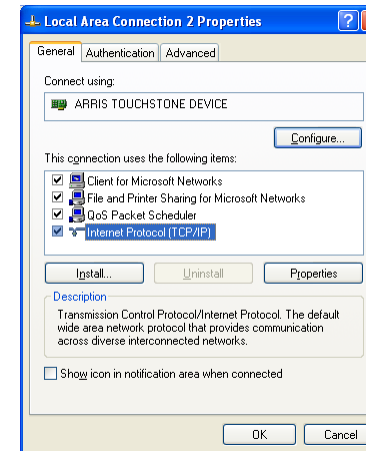 Local Area Connection 2 Properties
General Authentication Advanced
Connect using:
ARRIS TOUCHSTONE DEVICE
Configure...
This connection uses the following items:
Client for Microsoft Networks
File and Printer Sharing for Microsoft Networks
QoS Packet Scheduler
Internet Protocol (TCP/IP)
Install... Uninstall Properties
Description
Transmission Control Protocol/Internet Protocol. The default
wide area network protocol that provides communication
across diverse interconnected networks.
Show icon in notification area when connected
OK Cancel